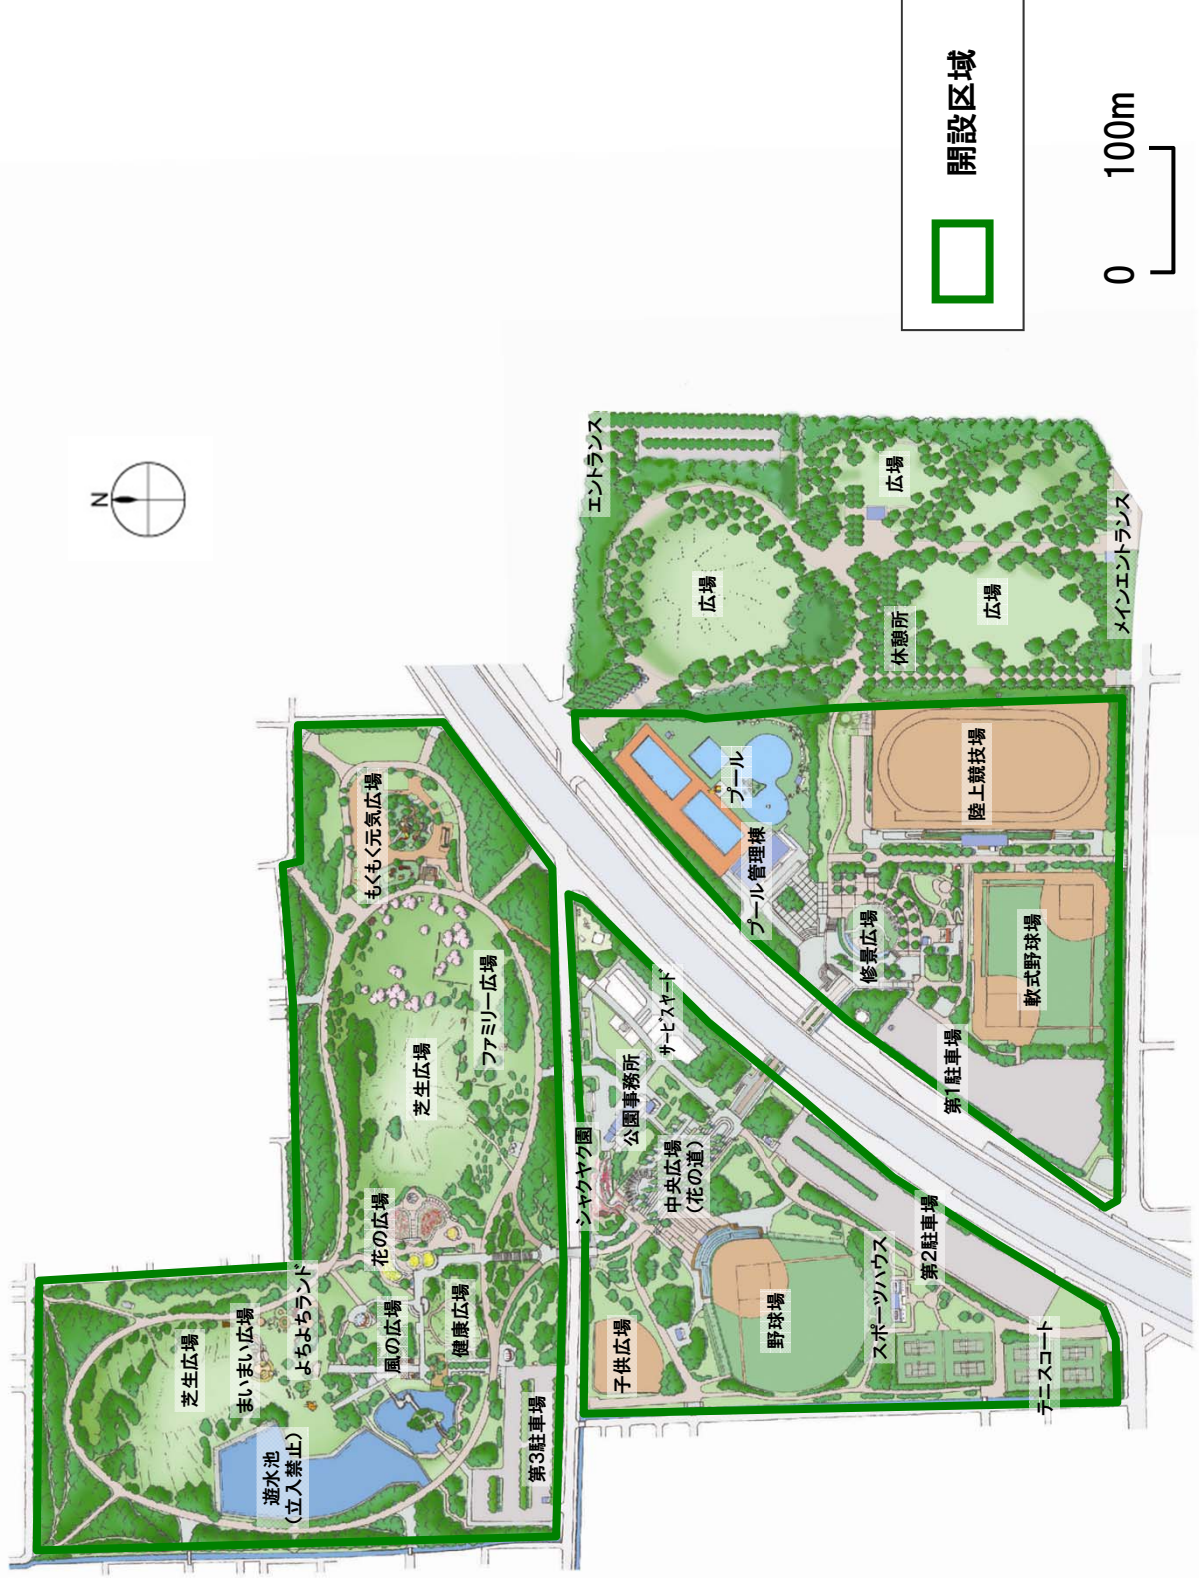 開設区域
0 100m
N
エントランス
広場
広場
休憩所
広場
メインエントランス
もくもく元気広場
芝生広場
ファミリー広場
花の広場
よちよちランド
まいまい広場
芝生広場
風の広場
健康広場
遊水池
(立入禁止)
第3駐車場
プール
プール管理棟
陸上競技場
修景広場
軟式野球場
第1駐車場
サービスヤード
公園事務所
シャクヤク園
中央広場
(花の道)
第2駐車場
スポーツハウス
野球場
子供広場
テニスコート